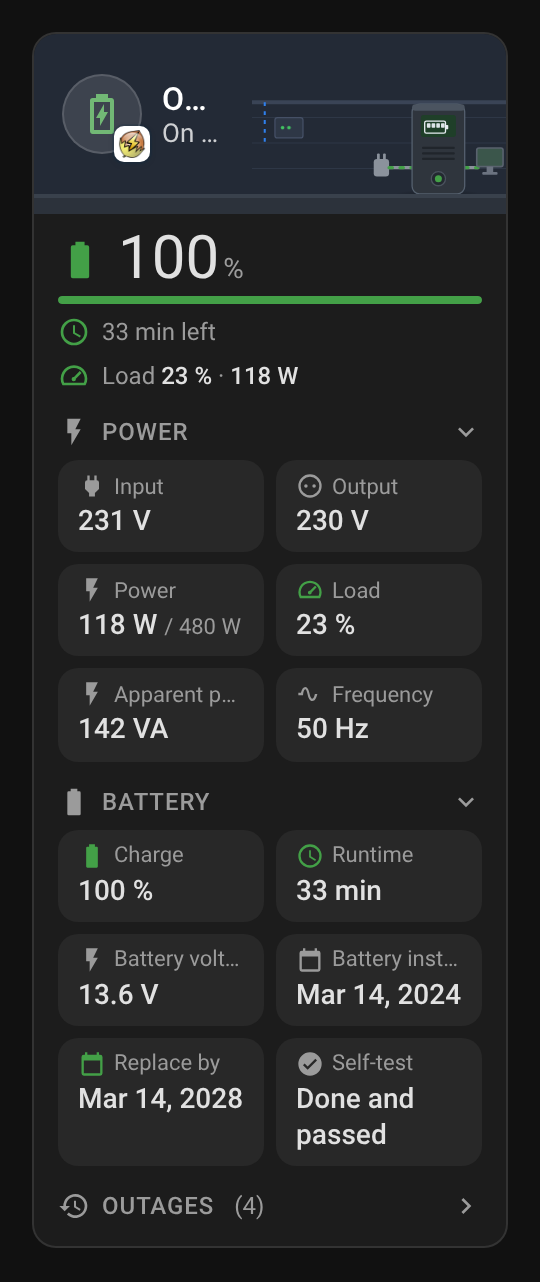 O...
On ...
100 %
33 min left
Load 23 % · 118 W
POWER
Input
231 V
Output
230 V
Power
118 W / 480 W
Load
23 %
Apparent p...
142 VA
Frequency
50 Hz
BATTERY
Charge
100 %
Runtime
33 min
Battery volt...
13.6 V
Battery inst...
Mar 14, 2024
Replace by
Mar 14, 2028
Self-test
Done and
passed
OUTAGES (4)